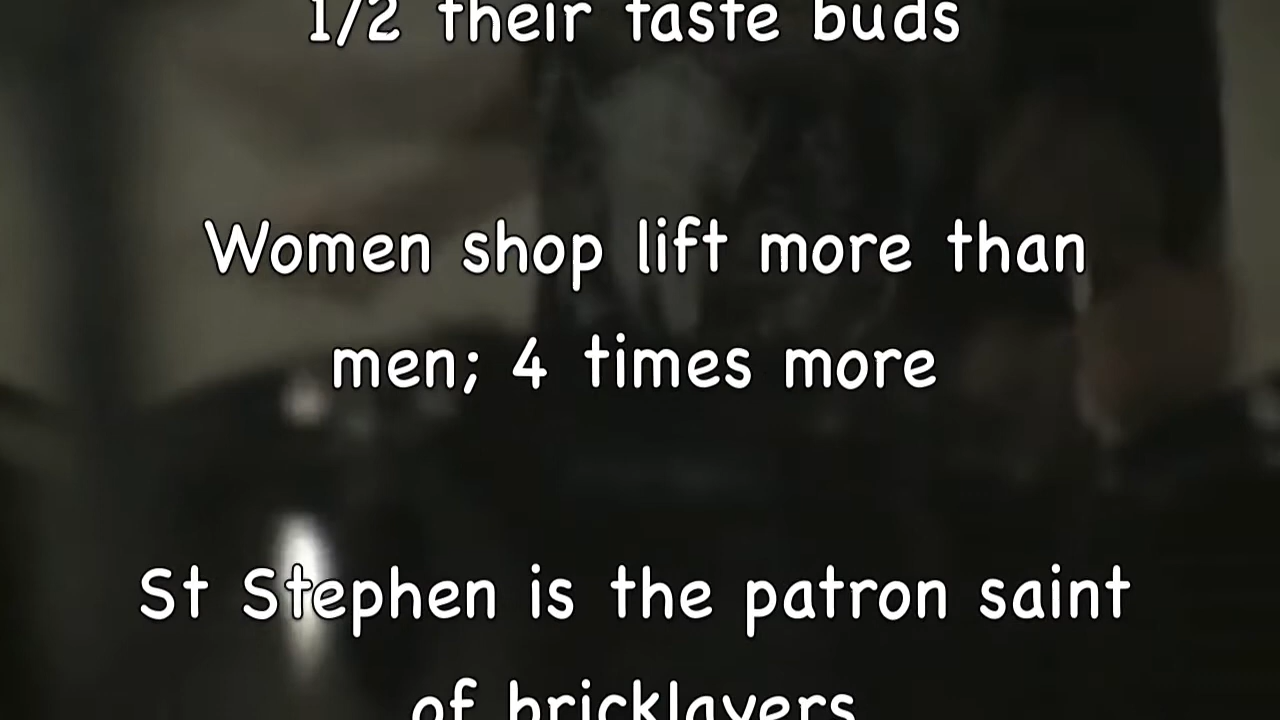 1/2 their taste buds
Women shop lift more than
men; 4 times more
St Stephen is the patron saint
of bricklayers